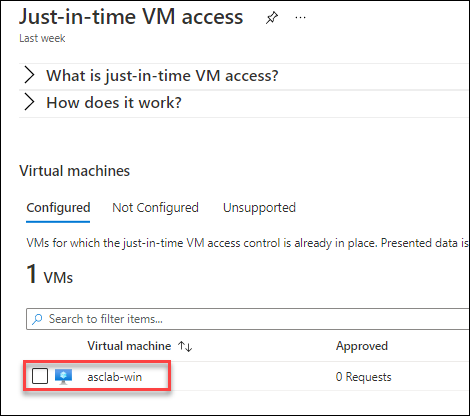 Just-in-time VM access
Last week
What is just-in-time VM access?
How does it work?
Virtual machines
Configured Not Configured Unsupported
VMs for which the just-in-time VM access control is already in place. Presented data is
1 VMs
Search to filter items...
Virtual machine ↑↓ Approved
asclab-win 0 Requests